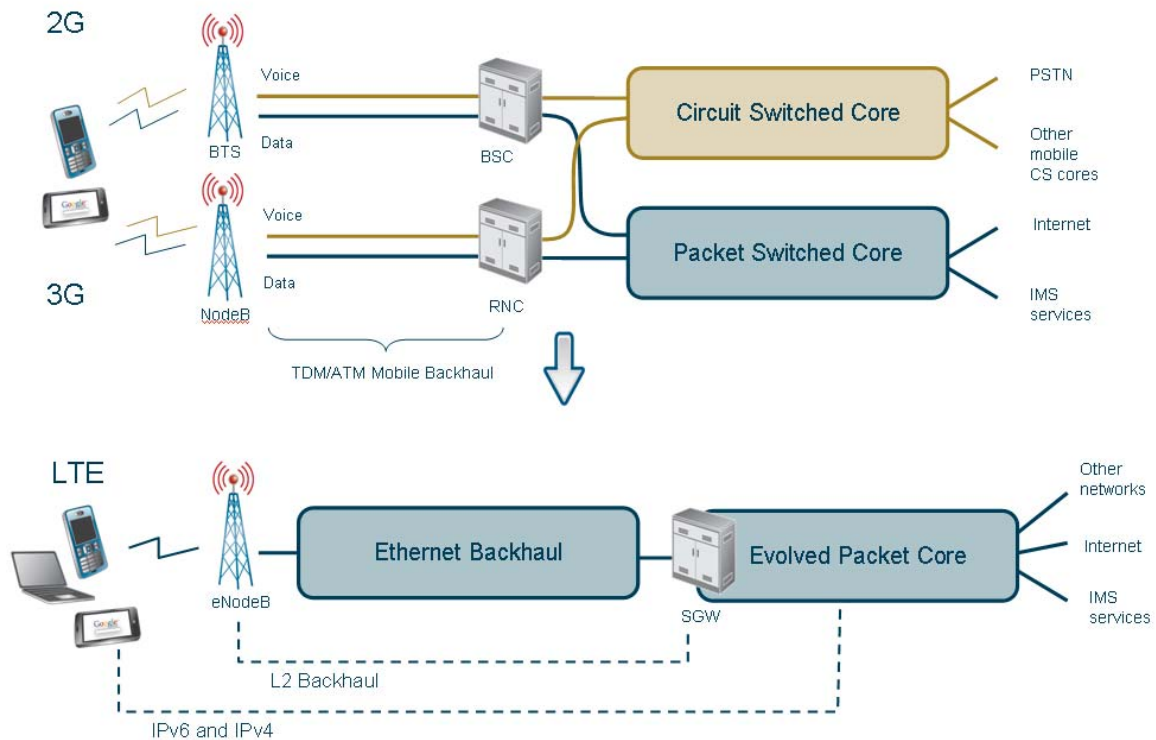 2G
Voice
Data
BTS
BSC
Circuit Switched Core
PSTN
Other
mobile
CS cores
Google
Voice
Data
3G
NodeB
RNC
Packet Switched Core
Internet
IMS
services
TDM/ATM Mobile Backhaul
LTE
Google
eNodeB
Ethernet Backhaul
SGW
Evolved Packet Core
Other
networks
Internet
IMS
services
L2 Backhaul
IPv6 and IPv4